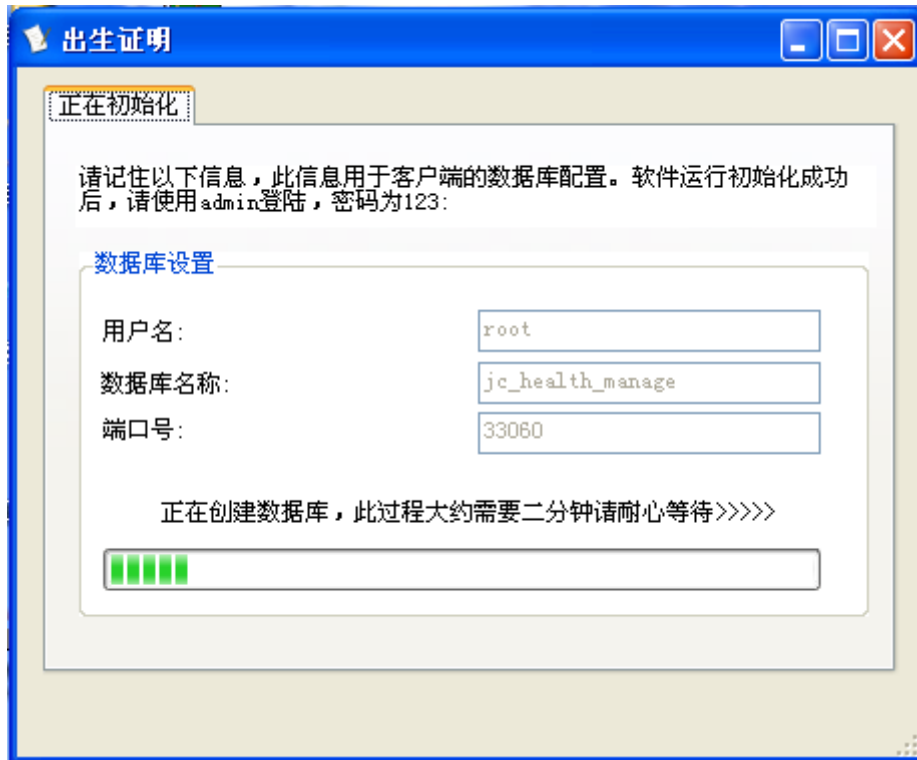 出生证明
正在初始化
请记住以下信息，此信息用于客户端的数据库配置。软件运行初始化成功
后，请使用admin登陆，密码为123:
数据库设置
用户名:
root
数据库名称:
jc_health_manage
端口号:
33060
正在创建数据库，此过程大约需要二分钟请耐心等待>>>>>